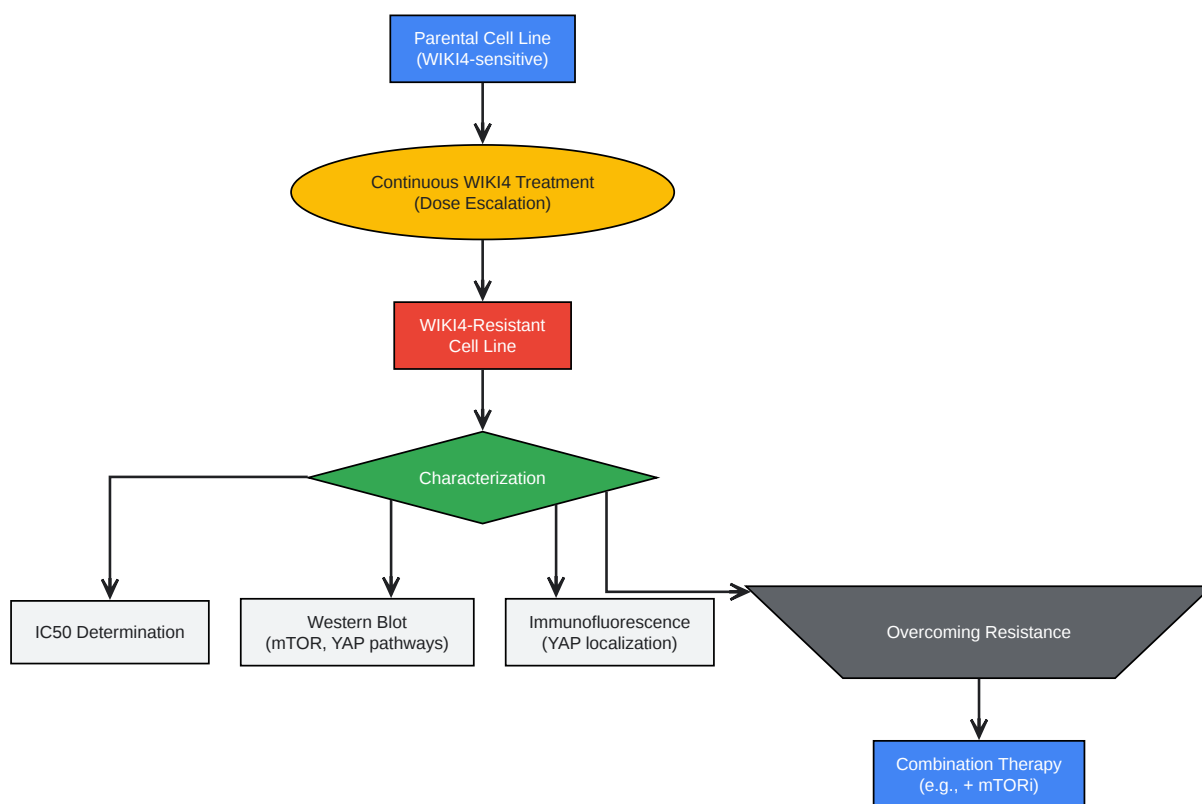 Parental Cell Line
(WIKI4-sensitive)
Continuous WIKI4 Treatment
(Dose Escalation)
WIKI4-Resistant
Cell Line
Characterization
IC50 Determination
Western Blot
(mTOR, YAP pathways)
Immunofluorescence
(YAP localization)
Overcoming Resistance
Combination Therapy
(e.g., + mTORi)